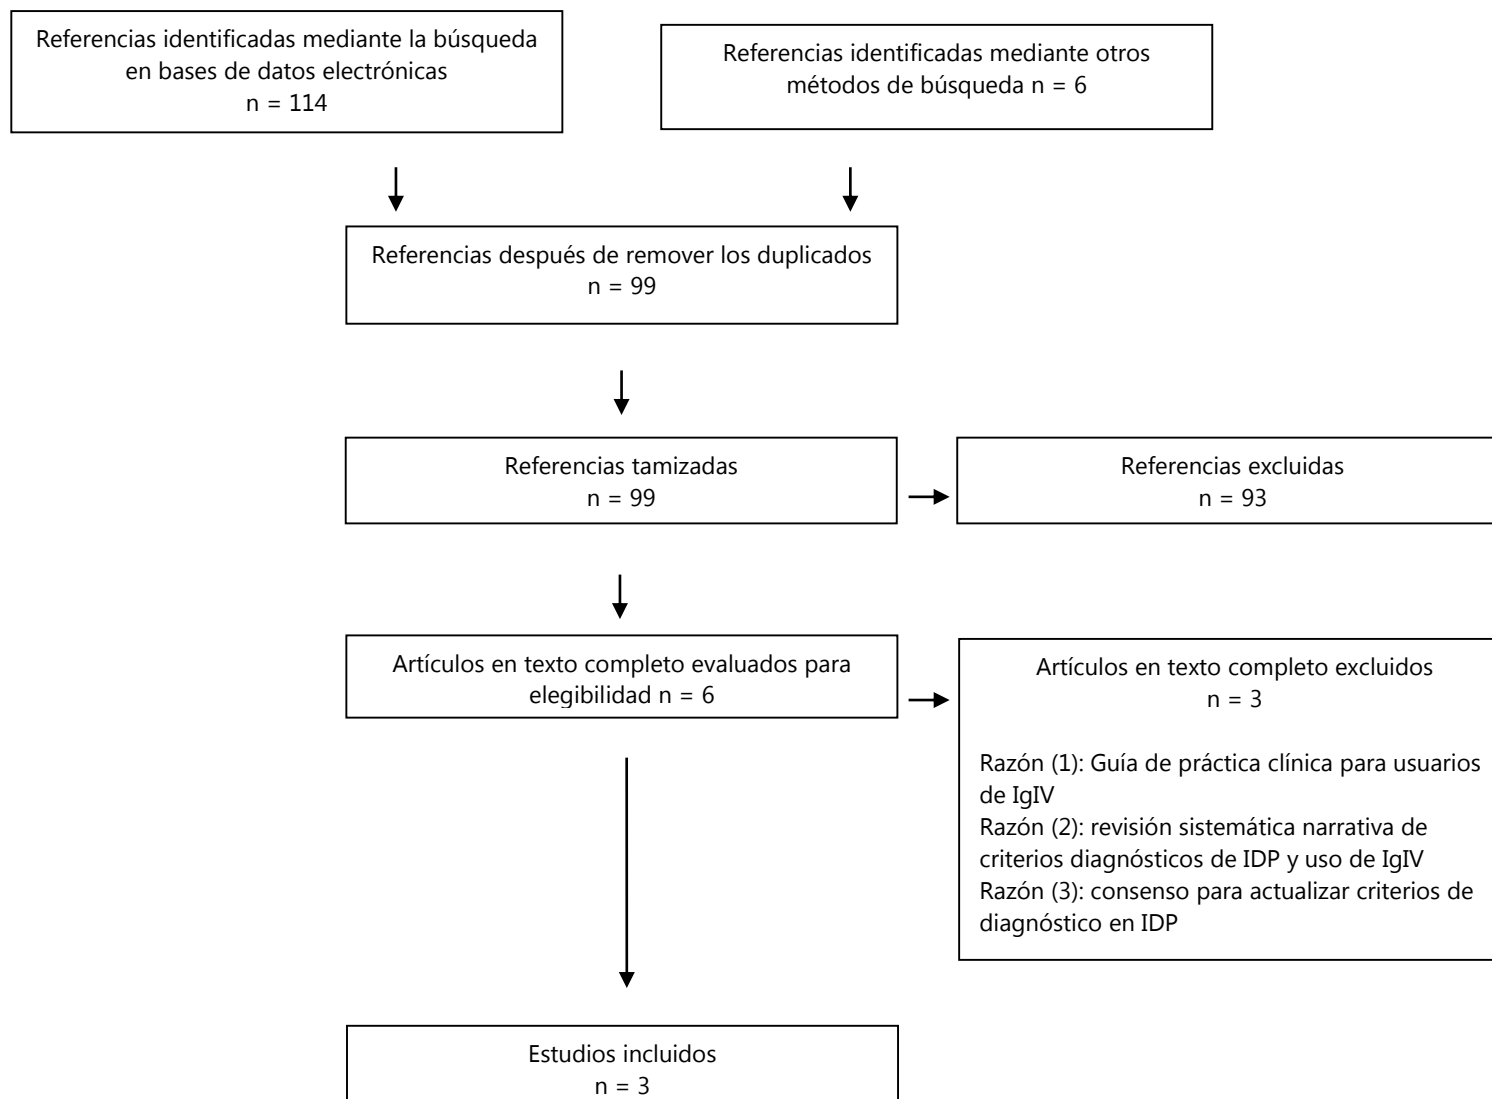 Referencias identificadas mediante la búsqueda
en bases de datos electrónicas
n = 114
Referencias identificadas mediante otros
métodos de búsqueda n = 6
Referencias después de remover los duplicados
n = 99
Referencias tamizadas
n = 99
Referencias excluidas
n = 93
Artículos en texto completo evaluados para
elegibilidad n = 6
Artículos en texto completo excluidos
n = 3
Razón (1): Guía de práctica clínica para usuarios
de IgIV
Razón (2): revisión sistemática narrativa de
criterios diagnósticos de IDP y uso de IgIV
Razón (3): consenso para actualizar criterios de
diagnóstico en IDP
Estudios incluidos
n = 3